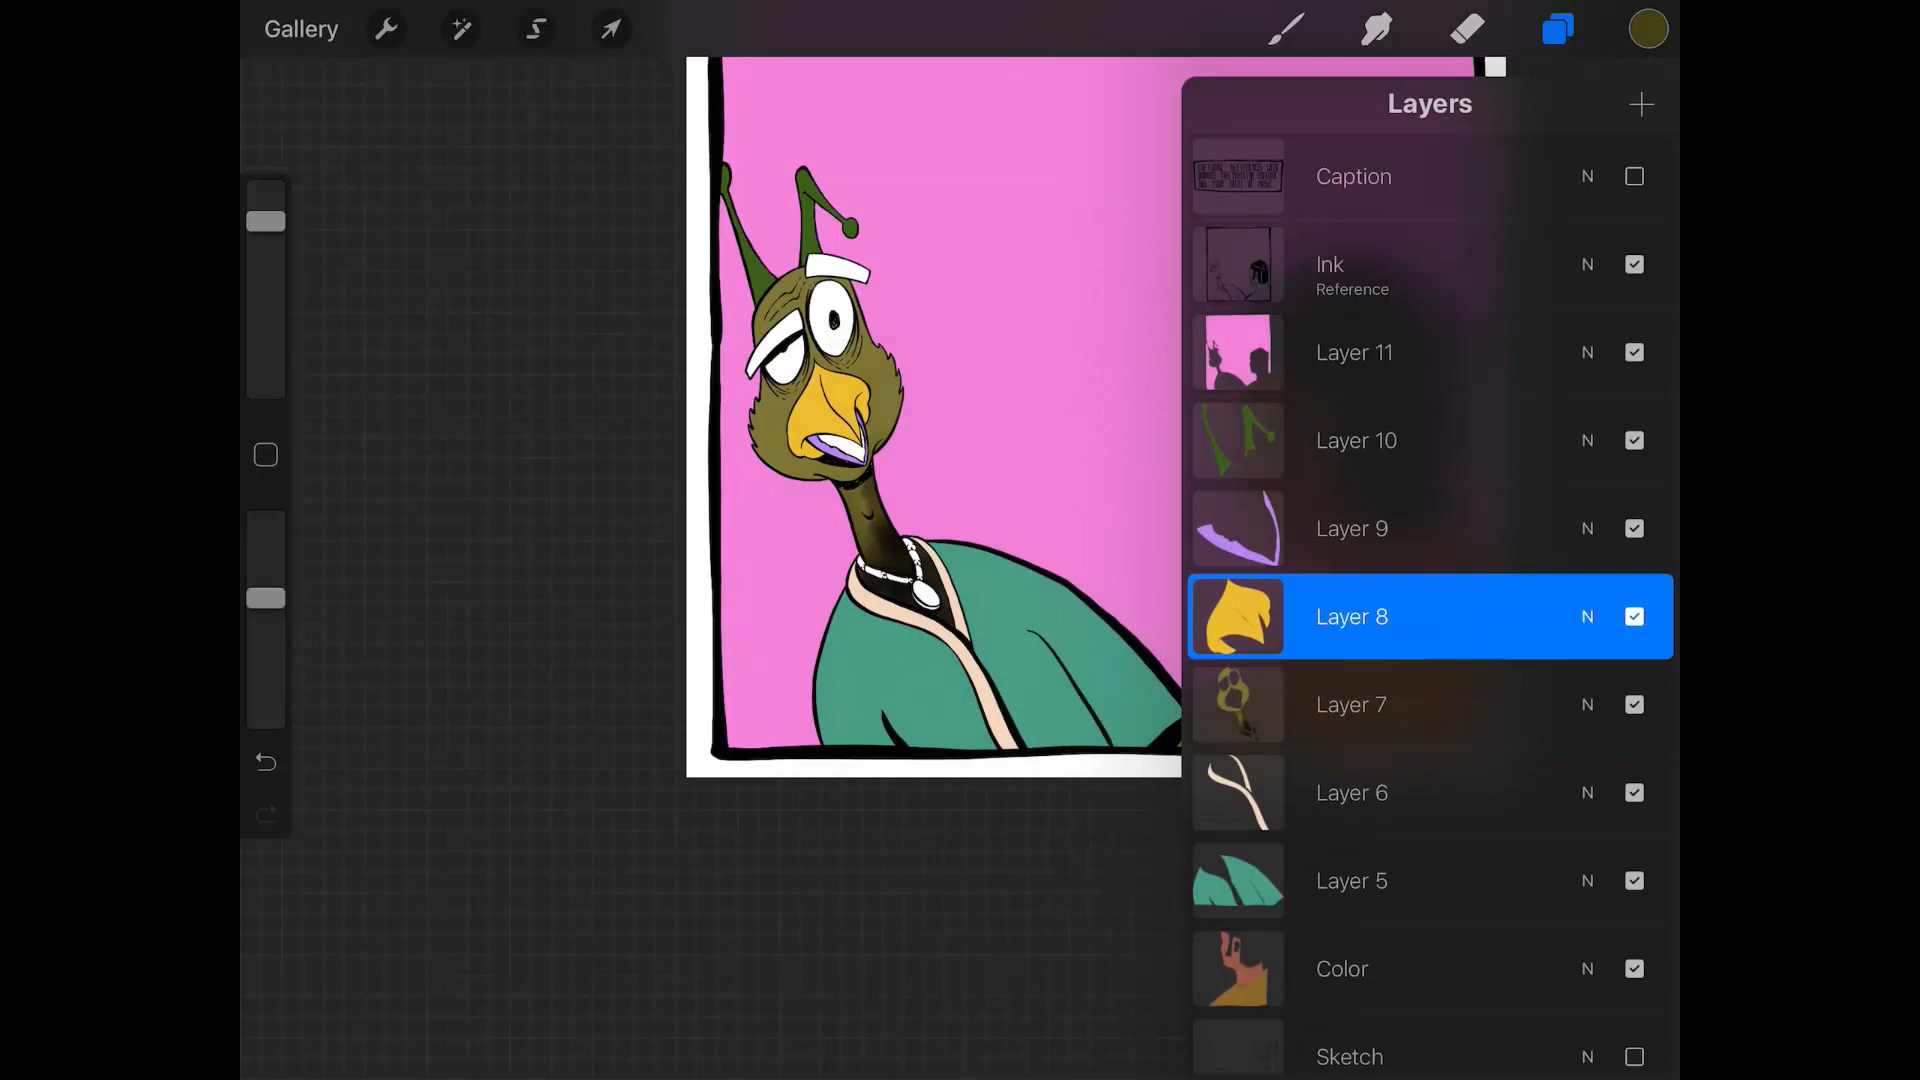 Gallery
Layers
Caption N
Ink N
Reference
Layer 11 N
Layer 10 N
Layer 9 N
Layer 8 N
Layer 7 N
Layer 6 N
Layer 5 N
Color N
Sketch N